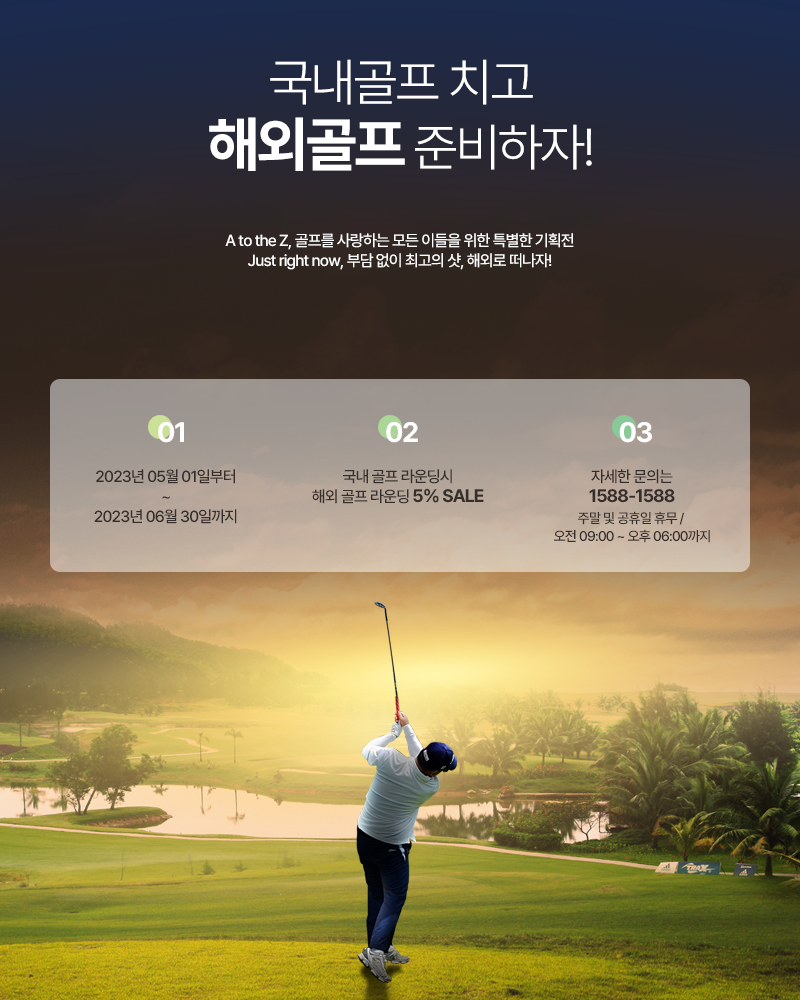 국내골프 치고
해외골프 준비하자!
A to the Z, 골프를 사랑하는 모든 이들을 위한 특별한 기획전
Just right now, 부담 없이 최고의 샷, 해외로 떠나자!
01
2023년 05월 01일부터
~
2023년 06월 30일까지
02
국내 골프 라운딩시
해외 골프 라운딩 5% SALE
03
자세한 문의는
1588-1588
주말 및 공휴일 휴무 /
오전 09:00 ~ 오후 06:00까지